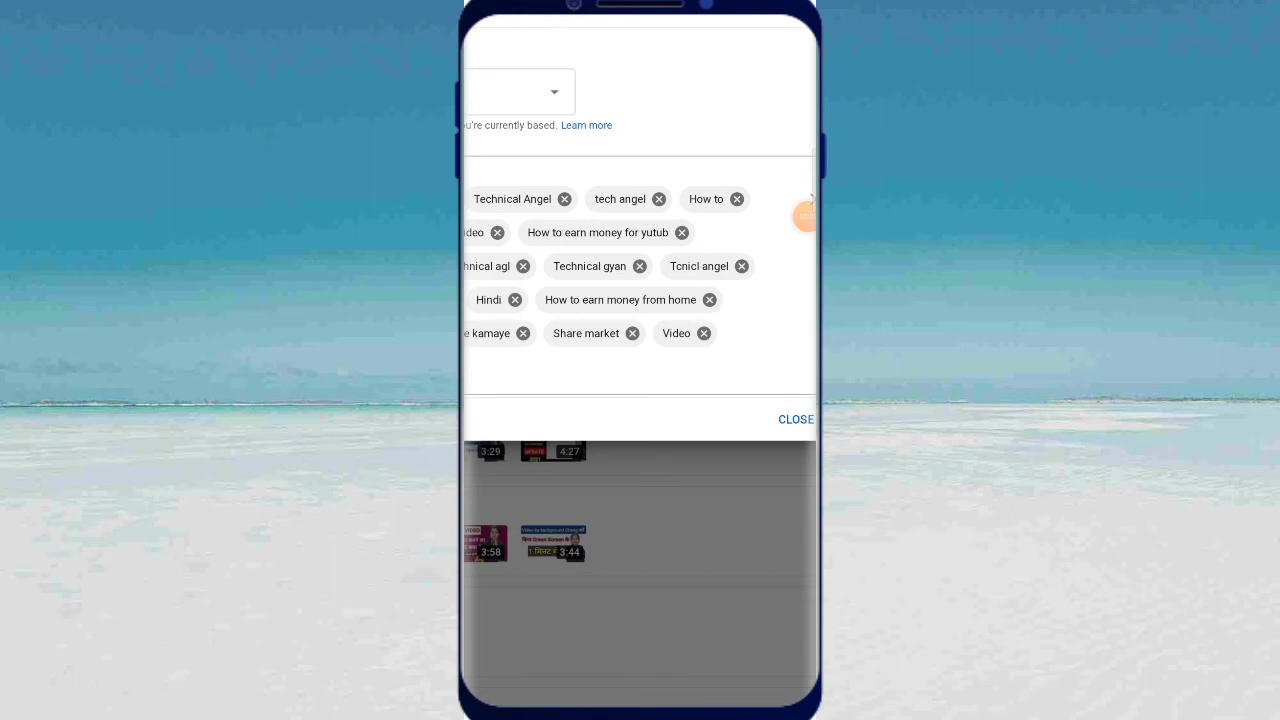 u're currently based. Learn more
Technical Angel tech angel How to
ideo How to earn money for yutub
hnical agl Technical gyan Tcnicl angel
Hindi How to earn money from home
e kamaye Share market Video
CLOSE
3:29 4:27
3:58 3:44